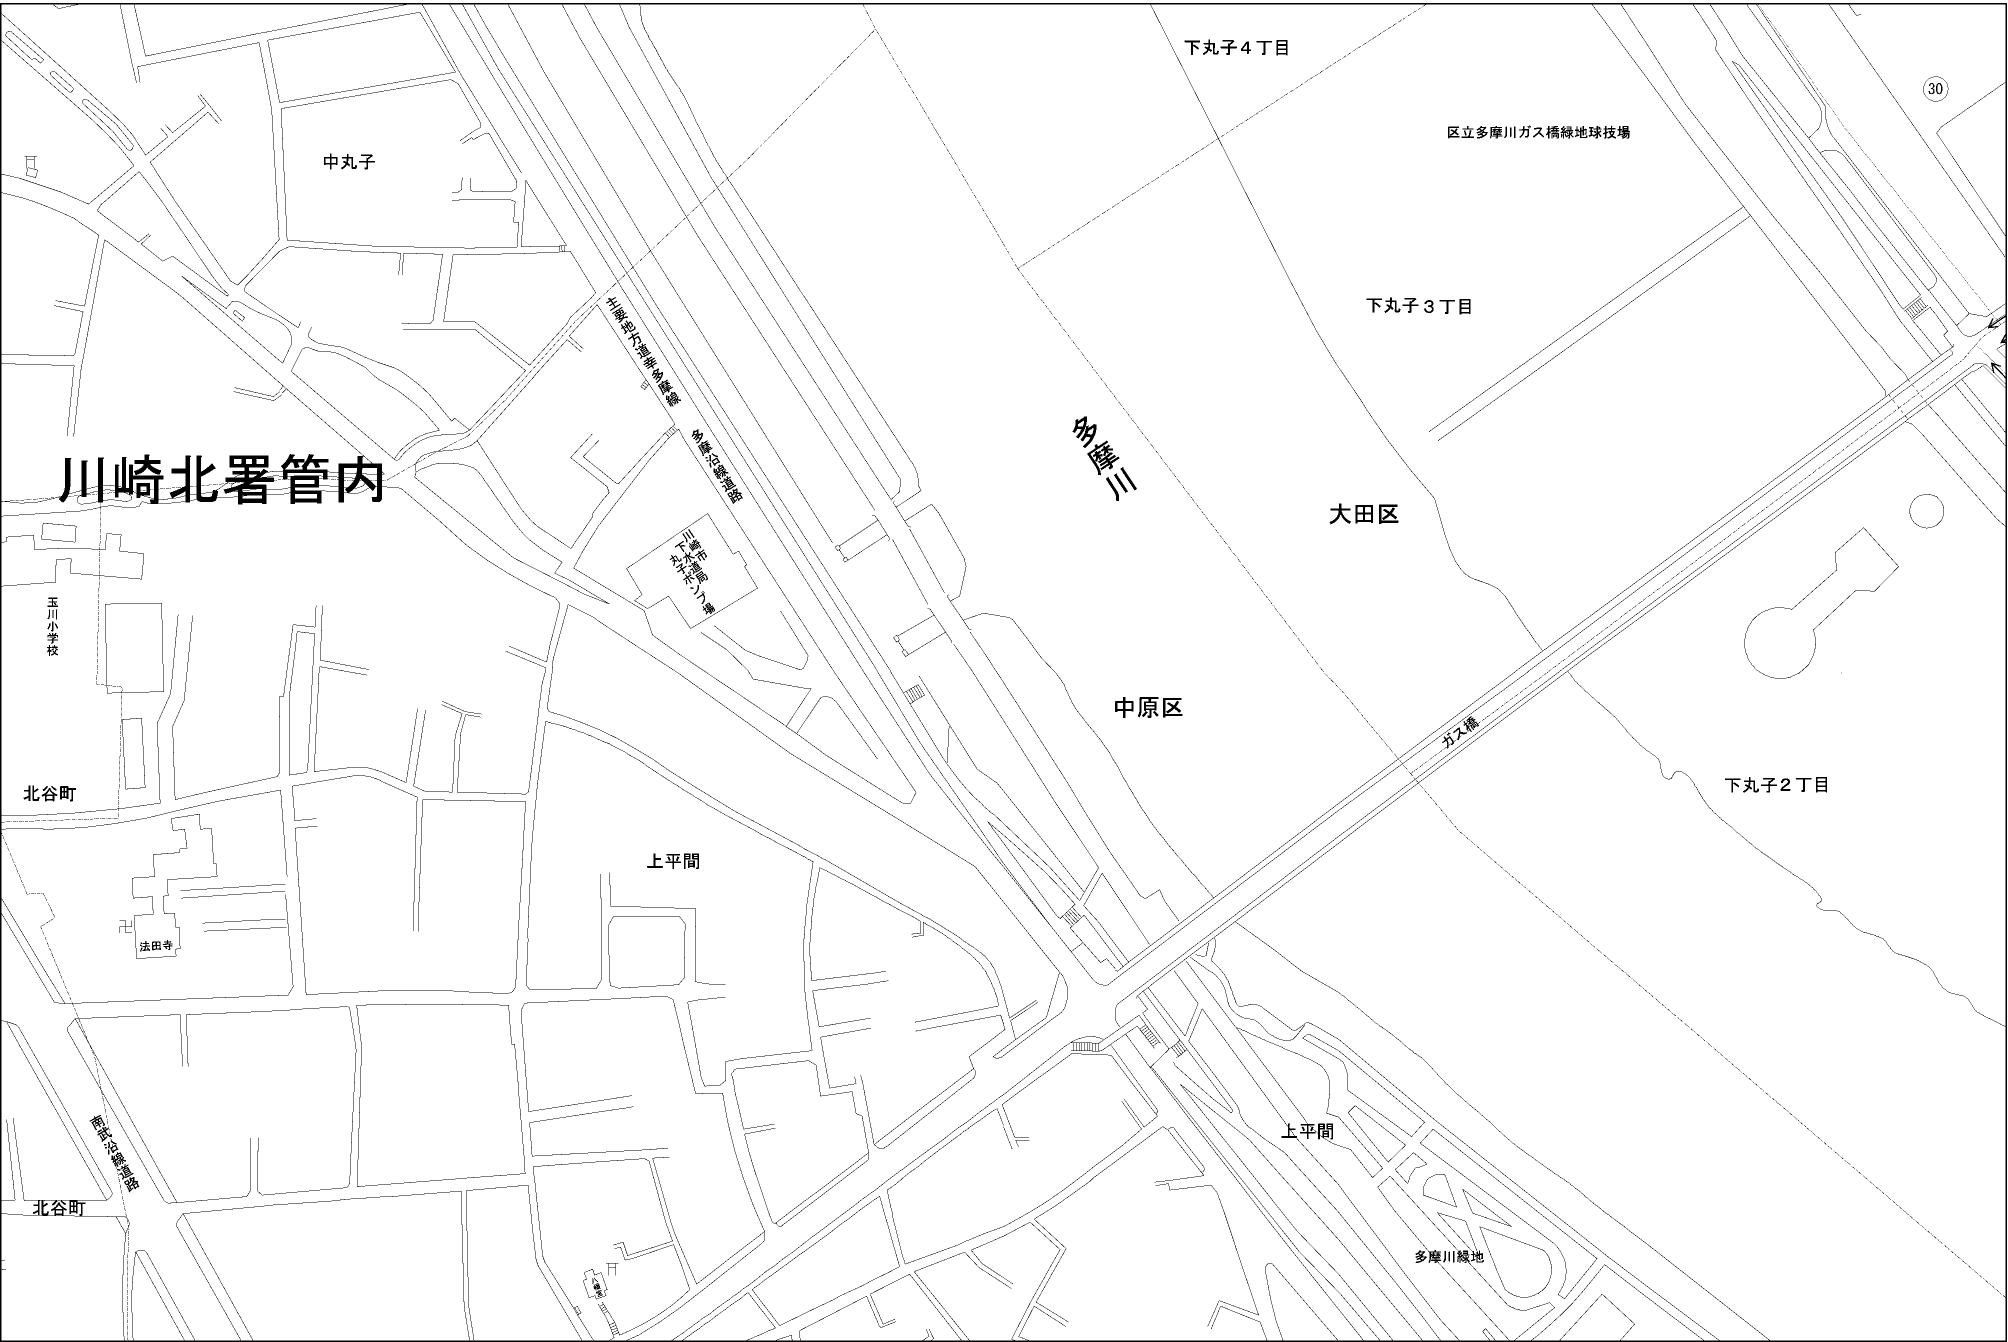 下丸子４丁目
30
区立多摩川ガス橋緑地球技場
中丸子
下丸子３丁目
主要地方道幸多摩線
多摩沿線道路
多摩川
川崎北署管内
大田区
川崎市
下水道局
丸子ポンプ場
玉川小学校
中原区
ガス橋
下丸子２丁目
北谷町
上平間
卍
法田寺
南武沿線道路
上平間
北谷町
多摩川緑地
八幡宮